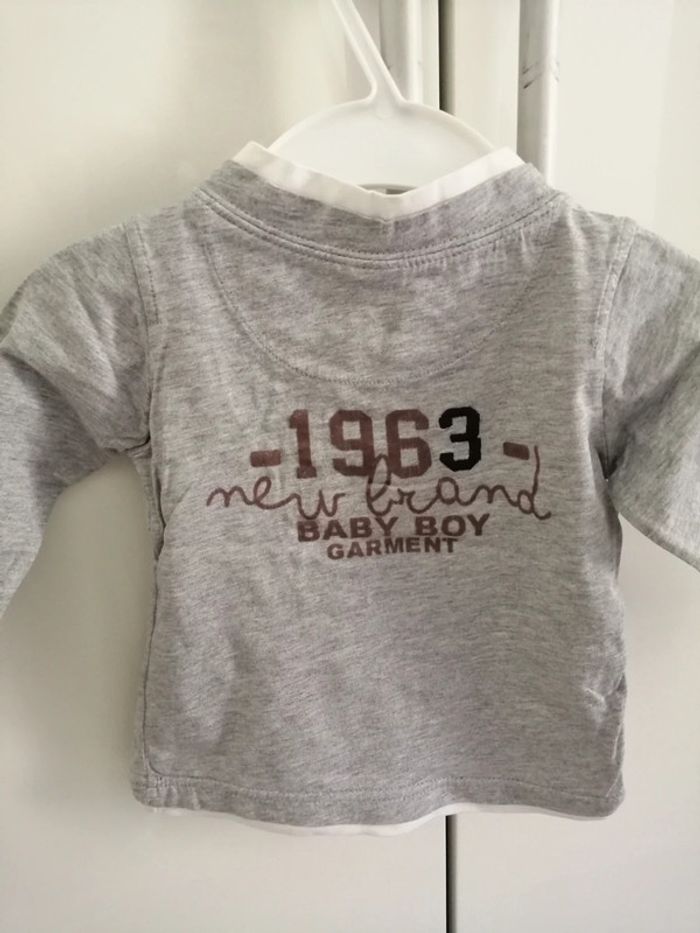 -1963-
new brand
BABY BOY
GARMENT